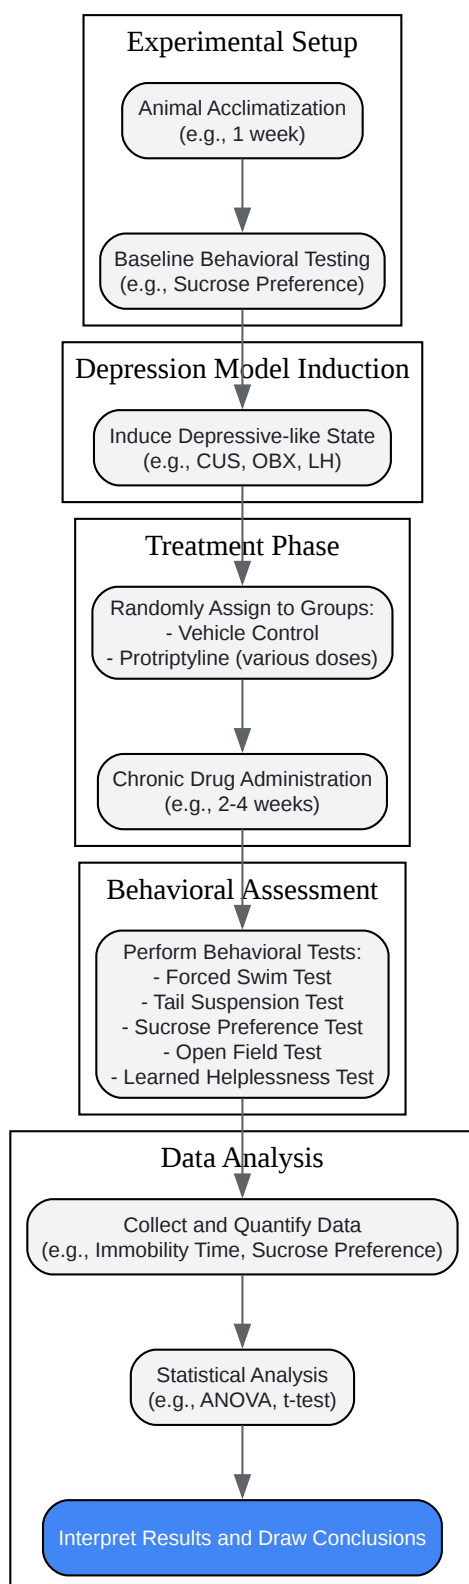 Experimental Setup
Animal Acclimatization
(e.g., 1 week)
Baseline Behavioral Testing
(e.g., Sucrose Preference)
Depression Model Induction
Induce Depressive-like State
(e.g., CUS, OBX, LH)
Treatment Phase
Randomly Assign to Groups:
- Vehicle Control
- Protriptyline (various doses)
Chronic Drug Administration
(e.g., 2-4 weeks)
Behavioral Assessment
Perform Behavioral Tests:
- Forced Swim Test
- Tail Suspension Test
- Sucrose Preference Test
- Open Field Test
- Learned Helplessness Test
Data Analysis
Collect and Quantify Data
(e.g., Immobility Time, Sucrose Preference)
Statistical Analysis
(e.g., ANOVA, t-test)
Interpret Results and Draw Conclusions